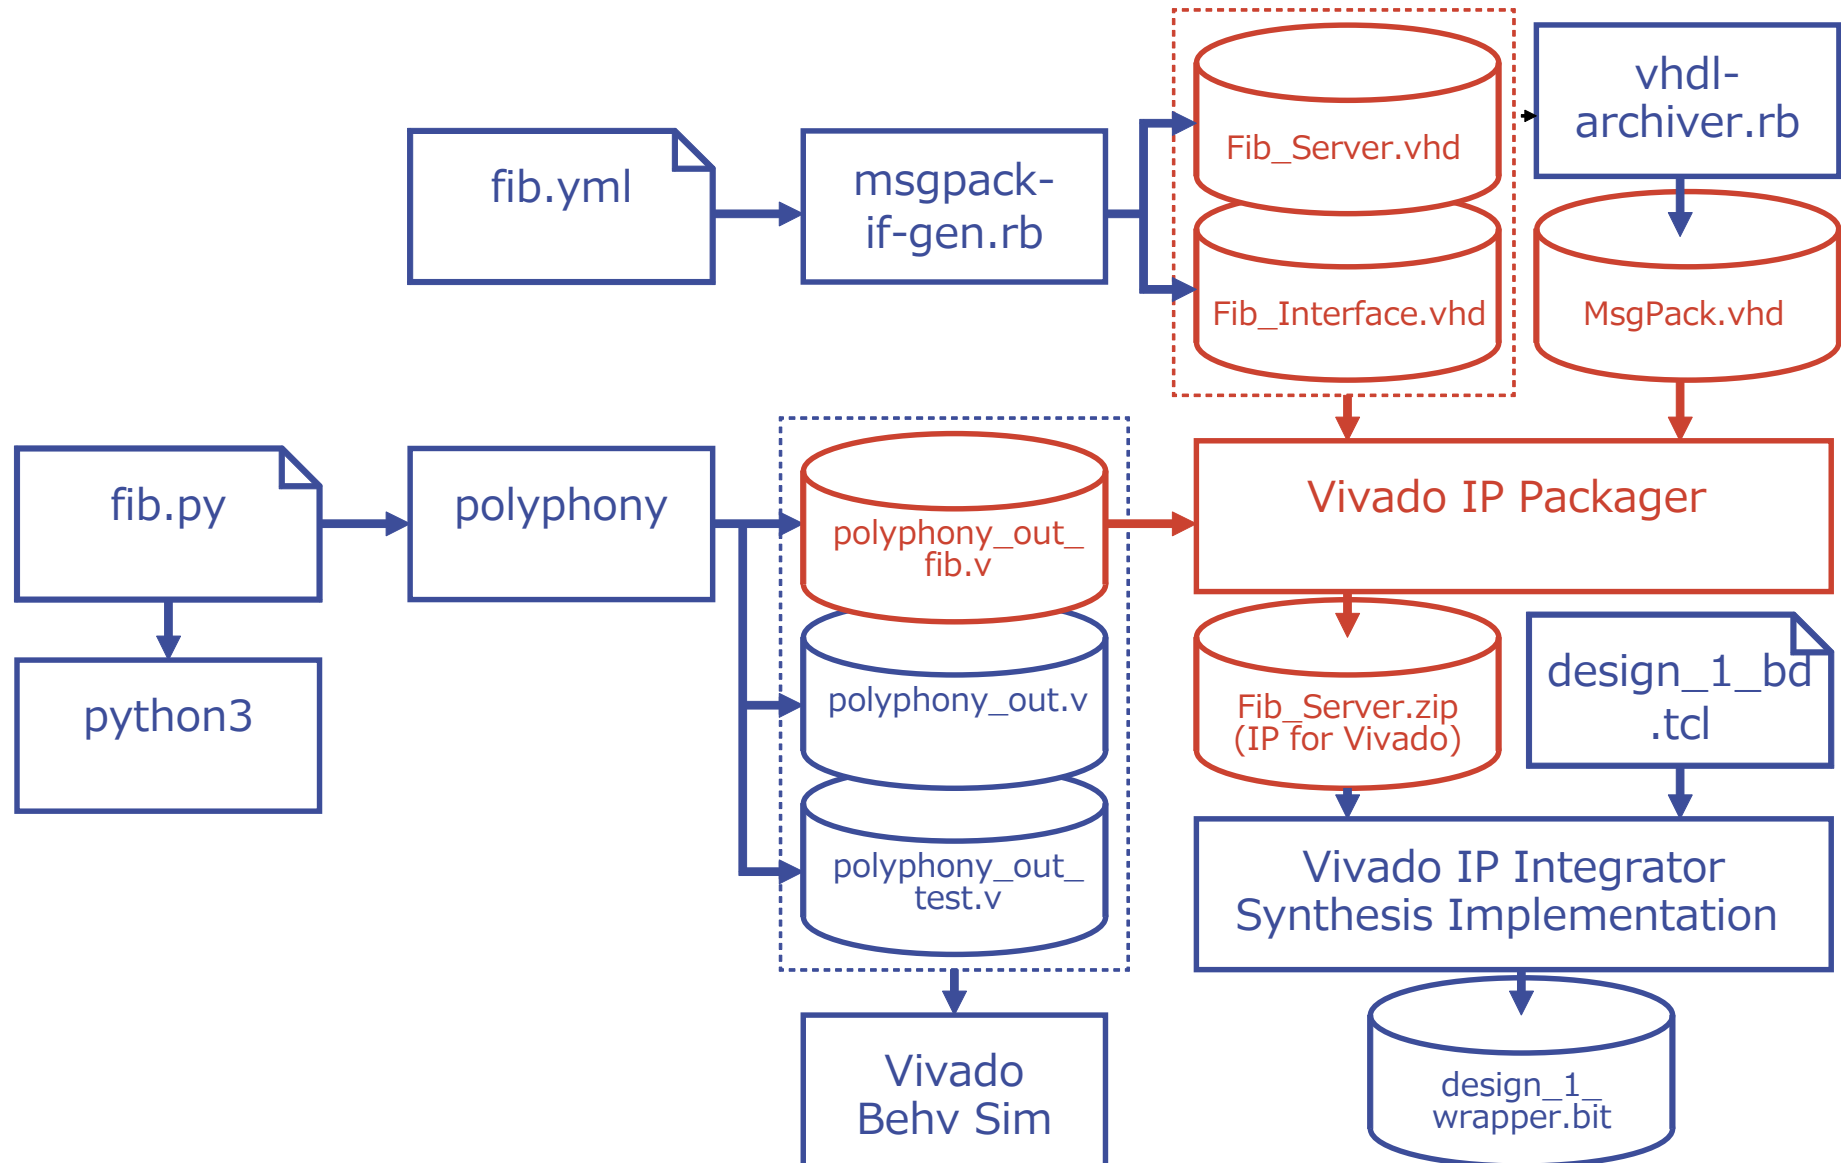 vhdl-
archiver.rb
Fib_Server.vhd
fib.yml
msgpack-
if-gen.rb
Fib_Interface.vhd
MsgPack.vhd
fib.py
polyphony
polyphony_out_
fib.v
Vivado IP Packager
python3
polyphony_out.v
Fib_Server.zip
(IP for Vivado)
design_1_bd
.tcl
polyphony_out_
test.v
Vivado IP Integrator
Synthesis Implementation
Vivado
Behv Sim
design_1_
wrapper.bit